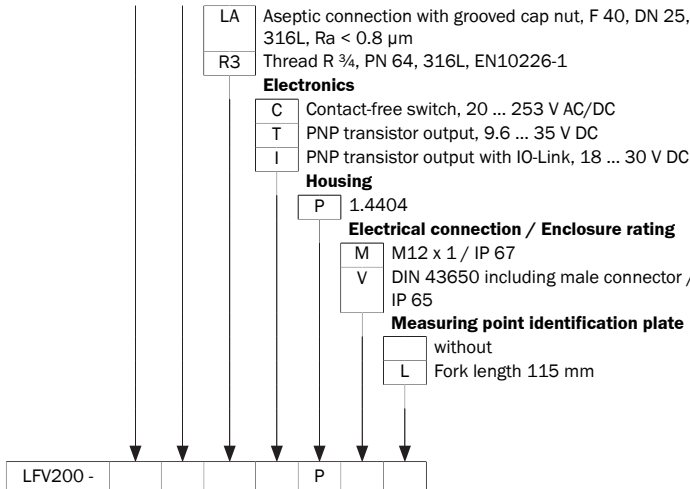 LA Aseptic connection with grooved cap nut, F 40, DN 25,
316L, Ra < 0.8 µm
R3 Thread R ¾, PN 64, 316L, EN10226-1
Electronics
C Contact-free switch, 20 ... 253 V AC/DC
T PNP transistor output, 9.6 ... 35 V DC
I PNP transistor output with IO-Link, 18 ... 30 V DC
Housing
P 1.4404
Electrical connection / Enclosure rating
M M12 x 1 / IP 67
V DIN 43650 including male connector /
IP 65
Measuring point identification plate
without
L Fork length 115 mm
LFV200 - P